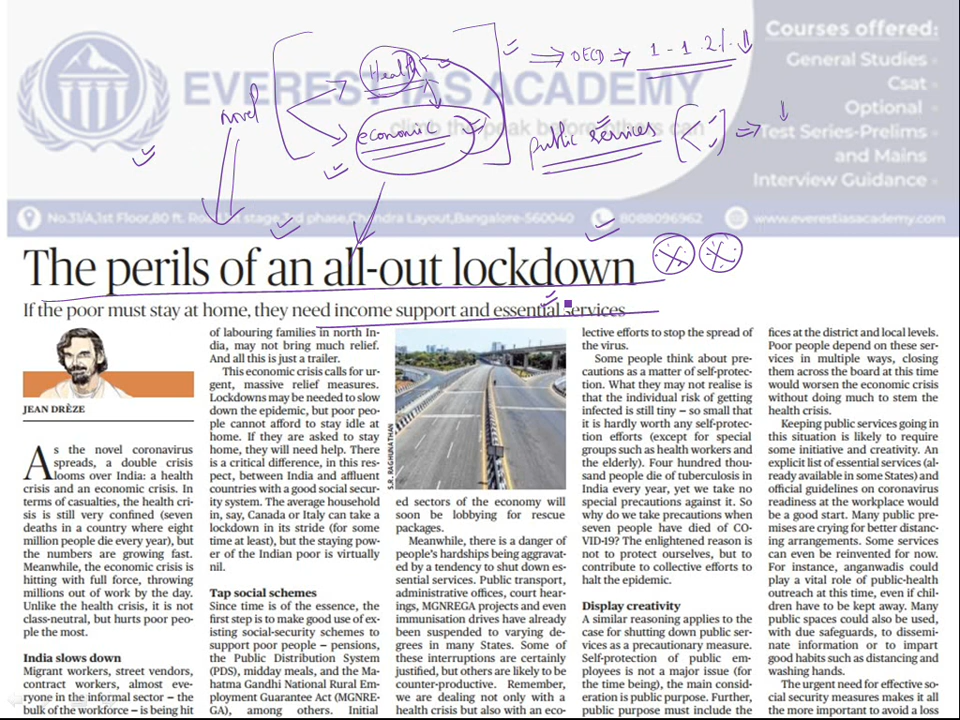 Courses offered:
General Studies
Csat
Optional
Test Series-Prelims
and Mains
Interview Guidance
EVERESTIAS ACADEMY
climb the peak before others can
novel
Health
economic
OECD 1 - 1.2%
public services
No.31/A,1st Floor,80 ft. stage, phase, Layout,Bangalore-560040
8088096962
www.everestiasacademy.com
The perils of an all-out lockdown
If the poor must stay at home, they need income support and essential services
JEAN DRÈZE
As the novel coronavirus
spreads, a double crisis
looms over India: a health
crisis and an economic crisis. In
terms of casualties, the health cri-
sis is still very confined (seven
deaths in a country where eight
million people die every year), but
the numbers are growing fast.
Meanwhile, the economic crisis is
hitting with full force, throwing
millions out of work by the day.
Unlike the health crisis, it is not
class-neutral, but hurts poor peo-
ple the most.
India slows down
Migrant workers, street vendors,
contract workers, almost eve-
ryone in the informal sector – the
bulk of the workforce – is being hit
of labouring families in north In-
dia, may not bring much relief.
And all this is just a trailer.
This economic crisis calls for ur-
gent, massive relief measures.
Lockdowns may be needed to slow
down the epidemic, but poor peo-
ple cannot afford to stay idle at
home. If they are asked to stay
home, they will need help. There
is a critical difference, in this res-
pect, between India and affluent
countries with a good social secur-
ity system. The average household
in, say, Canada or Italy can take a
lockdown in its stride (for some
time at least), but the staying pow-
er of the Indian poor is virtually
nil.
Tap social schemes
Since time is of the essence, the
first step is to make good use of ex-
isting social-security schemes to
support poor people – pensions,
the Public Distribution System
(PDS), midday meals, and the Ma-
hatma Gandhi National Rural Em-
ployment Guarantee Act (MGNRE-
GA), among others. Initial
S.R. RAGHUNATHAN
ed sectors of the economy will
soon be lobbying for rescue
packages.
Meanwhile, there is a danger of
people's hardships being aggravat-
ed by a tendency to shut down es-
sential services. Public transport,
administrative offices, court hear-
ings, MGNREGA projects and even
immunisation drives have already
been suspended to varying de-
grees in many States. Some of
these interruptions are certainly
justified, but others are likely to be
counter-productive. Remember,
we are dealing not only with a
health crisis but also with an eco-
lective efforts to stop the spread of
the virus.
Some people think about pre-
cautions as a matter of self-protec-
tion. What they may not realise is
that the individual risk of getting
infected is still tiny – so small that
it is hardly worth any self-protec-
tion efforts (except for special
groups such as health workers and
the elderly). Four hundred thou-
sand people die of tuberculosis in
India every year, yet we take no
special precautions against it. So
why do we take precautions when
seven people have died of CO-
VID-19? The enlightened reason is
not to protect ourselves, but to
contribute to collective efforts to
halt the epidemic.
Display creativity
A similar reasoning applies to the
case for shutting down public ser-
vices as a precautionary measure.
Self-protection of public em-
ployees is not a major issue (for
the time being), the main consid-
eration is public purpose. Further,
public purpose must include the
fices at the district and local levels.
Poor people depend on these ser-
vices in multiple ways, closing
them across the board at this time
would worsen the economic crisis
without doing much to stem the
health crisis.
Keeping public services going in
this situation is likely to require
some initiative and creativity. An
explicit list of essential services (al-
ready available in some States) and
official guidelines on coronavirus
readiness at the workplace would
be a good start. Many public pre-
mises are crying for better distanc-
ing arrangements. Some services
can even be reinvented for now.
For instance, anganwadis could
play a vital role of public-health
outreach at this time, even if chil-
dren have to be kept away. Many
public spaces could also be used,
with due safeguards, to dissemi-
nate information or to impart
good habits such as distancing and
washing hands.
The urgent need for effective so-
cial security measures makes it all
the more important to avoid a loss